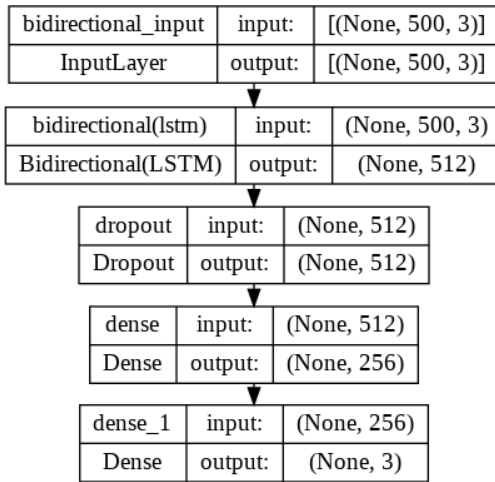 bidirectional_input input: [(None, 500, 3)]
InputLayer output: [(None, 500, 3)]
bidirectional(lstm) input: (None, 500, 3)
Bidirectional(LSTM) output: (None, 512)
dropout input: (None, 512)
Dropout output: (None, 512)
dense input: (None, 512)
Dense output: (None, 256)
dense_1 input: (None, 256)
Dense output: (None, 3)